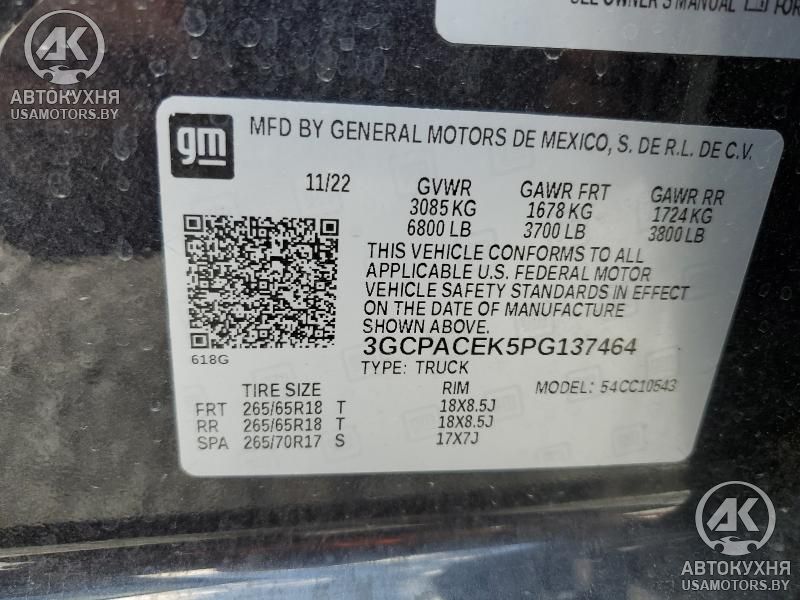 SEE OWNER'S MANUAL FOR
AK
АВТОКУХНЯ
USAMOTORS.BY
gm
MFD BY GENERAL MOTORS DE MEXICO, S. DE R.L. DE C.V.
11/22 GVWR GAWR FRT GAWR RR
3085 KG 1678 KG 1724 KG
6800 LB 3700 LB 3800 LB
THIS VEHICLE CONFORMS TO ALL
APPLICABLE U.S. FEDERAL MOTOR
VEHICLE SAFETY STANDARDS IN EFFECT
ON THE DATE OF MANUFACTURE
SHOWN ABOVE.
618G
3GCPACEK5PG137464
TYPE: TRUCK MODEL: 54CC10543
TIRE SIZE RIM
FRT 265/65R18 T 18X8.5J
RR 265/65R18 T 18X8.5J
SPA 265/70R17 S 17X7J
AK
АВТОКУХНЯ
USAMOTORS.BY